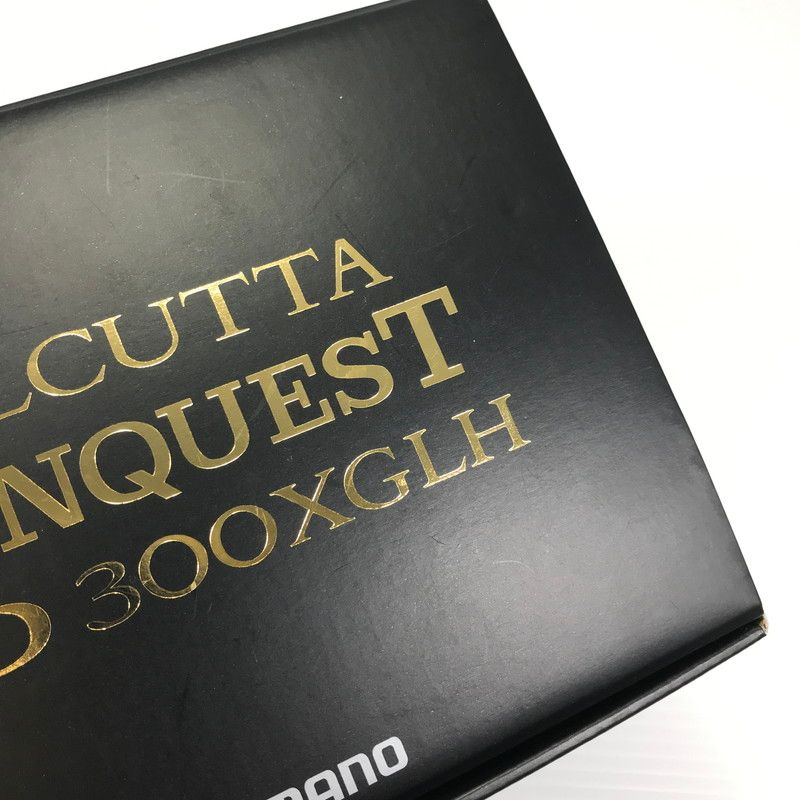 LCUTTA
NQUEST
300XGLH
MANO